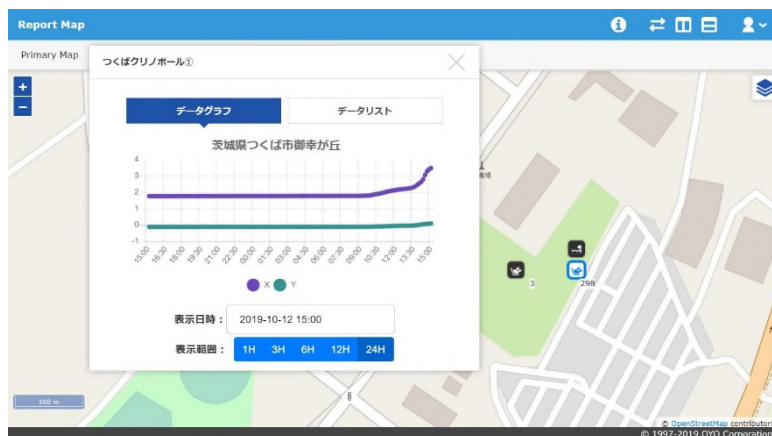 Report Map
Primary Map
つくばクリノポール①
データグラフ
データリスト
茨城県つくば市御幸が丘
4
3
2
1
0
-1
15:00
16:30
18:00
19:30
21:00
22:30
00:00
01:30
03:00
04:30
06:00
07:30
09:00
10:30
12:00
13:30
15:00
X
Y
表示日時：
2019-10-12 15:00
表示範囲：
1H
3H
6H
12H
24H
3
298
100 m
© OpenStreetMap contributors
© 1997-2019 OYO Corporation